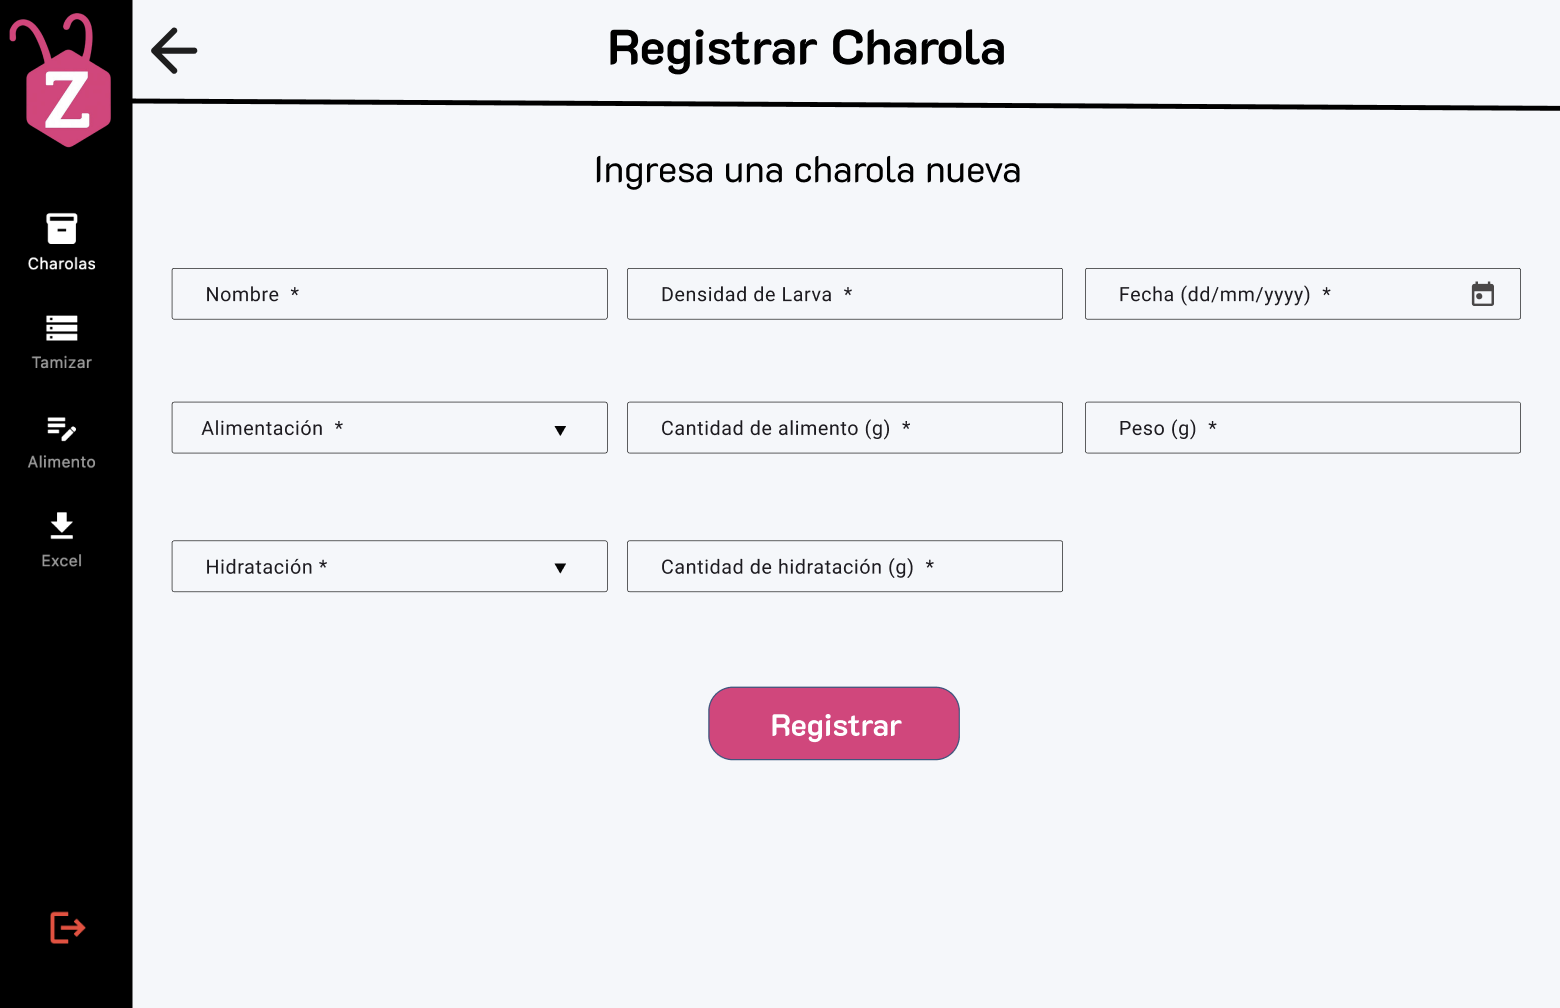 Z
Charolas
Tamizar
Alimento
Excel
Registrar Charola
Ingresa una charola nueva
Nombre *
Densidad de Larva *
Fecha (dd/mm/yyyy) *
Alimentación * ▼
Cantidad de alimento (g) *
Peso (g) *
Hidratación * ▼
Cantidad de hidratación (g) *
Registrar